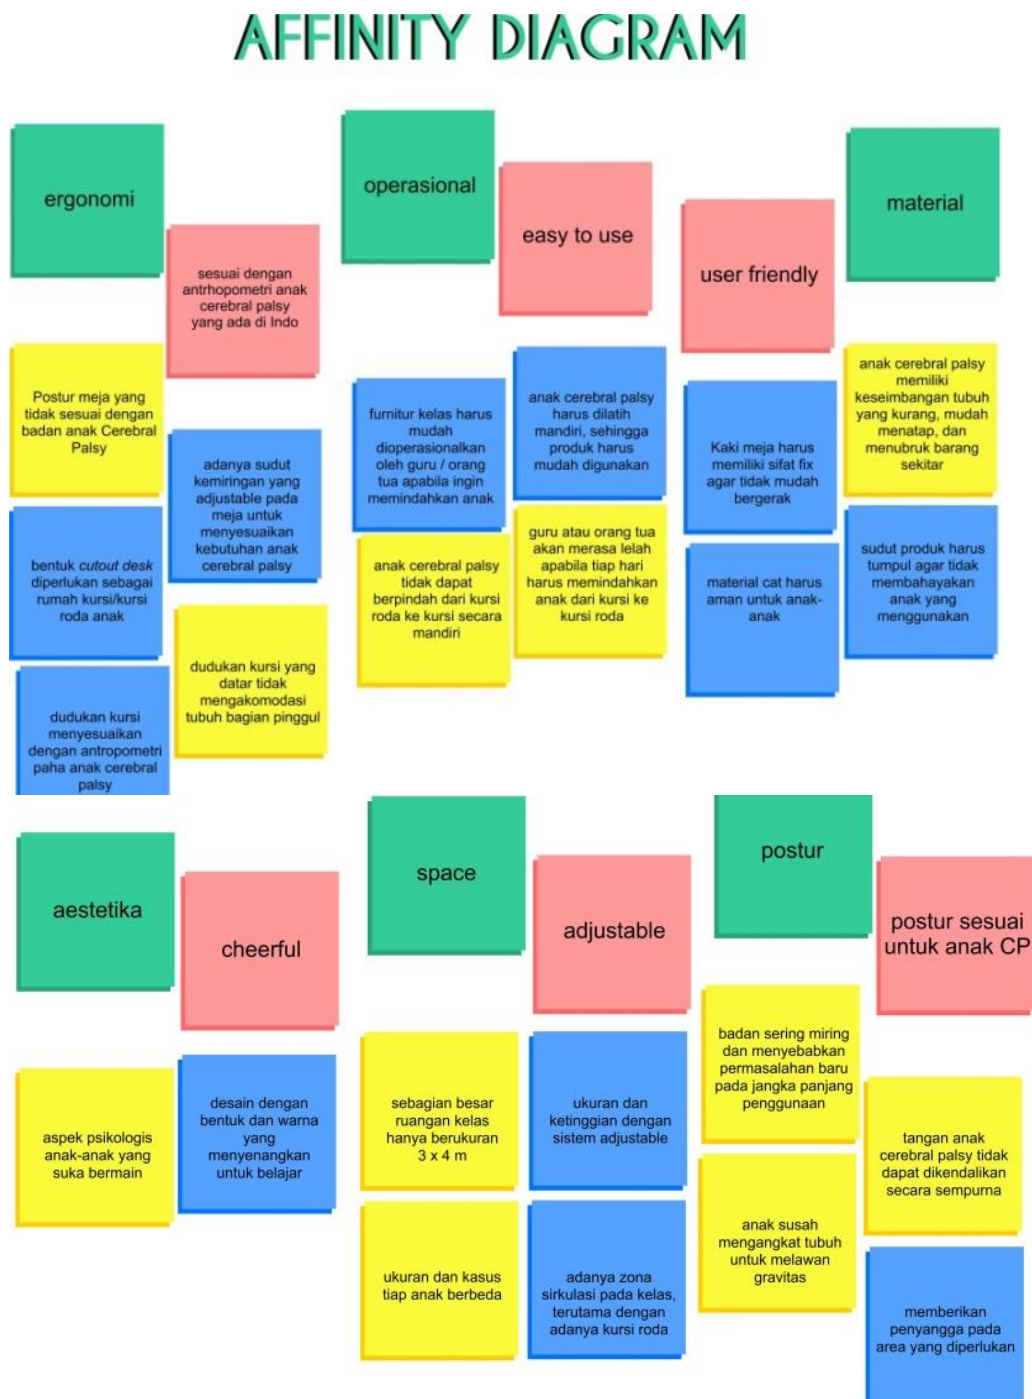 AFFINITY DIAGRAM
ergonomi
sesuai dengan
antrhopometri anak
cerebral palsy
yang ada di Indo
Postur meja yang
tidak sesuai dengan
badan anak Cerebral
Palsy
adanya sudut
kemiringan yang
adjustable pada
meja untuk
menyesuaikan
kebutuhan anak
cerebral palsy
bentuk cutout desk
diperlukan sebagai
rumah kursi/kursi
roda anak
dudukan kursi yang
datar tidak
mengakomodasi
tubuh bagian pinggul
dudukan kursi
menyesuaikan
dengan antropometri
paha anak cerebral
palsy
operasional
easy to use
furnitur kelas harus
mudah
dioperasionalkan
oleh guru / orang
tua apabila ingin
memindahkan anak
anak cerebral palsy
harus dilatih
mandiri, sehingga
produk harus
mudah digunakan
anak cerebral palsy
tidak dapat
berpindah dari kursi
roda ke kursi secara
mandiri
guru atau orang tua
akan merasa lelah
apabila tiap hari
harus memindahkan
anak dari kursi ke
kursi roda
material
user friendly
anak cerebral palsy
memiliki
keseimbangan tubuh
yang kurang, mudah
menatap, dan
menubruk barang
sekitar
Kaki meja harus
memiliki sifat fix
agar tidak mudah
bergerak
sudut produk harus
tumpul agar tidak
membahayakan
anak yang
menggunakan
material cat harus
aman untuk anak-
anak
aestetika
cheerful
aspek psikologis
anak-anak yang
suka bermain
desain dengan
bentuk dan warna
yang
menyenangkan
untuk belajar
space
adjustable
sebagian besar
ruangan kelas
hanya berukuran
3 x 4 m
ukuran dan
ketinggian dengan
sistem adjustable
ukuran dan kasus
tiap anak berbeda
adanya zona
sirkulasi pada kelas,
terutama dengan
adanya kursi roda
postur
postur sesuai
untuk anak CP
badan sering miring
dan menyebabkan
permasalahan baru
pada jangka panjang
penggunaan
tangan anak
cerebral palsy tidak
dapat dikendalikan
secara sempurna
anak susah
mengangkat tubuh
untuk melawan
gravitas
memberikan
penyangga pada
area yang diperlukan